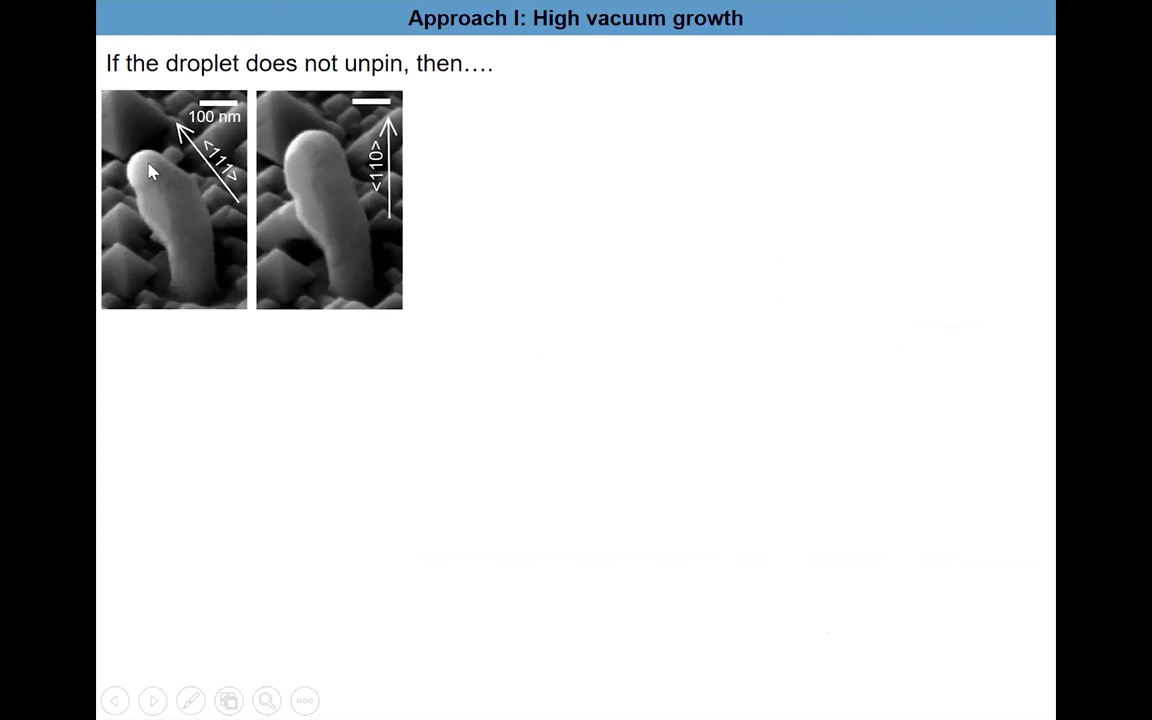 Approach I: High vacuum growth
If the droplet does not unpin, then….
100 nm
<111>
<110>